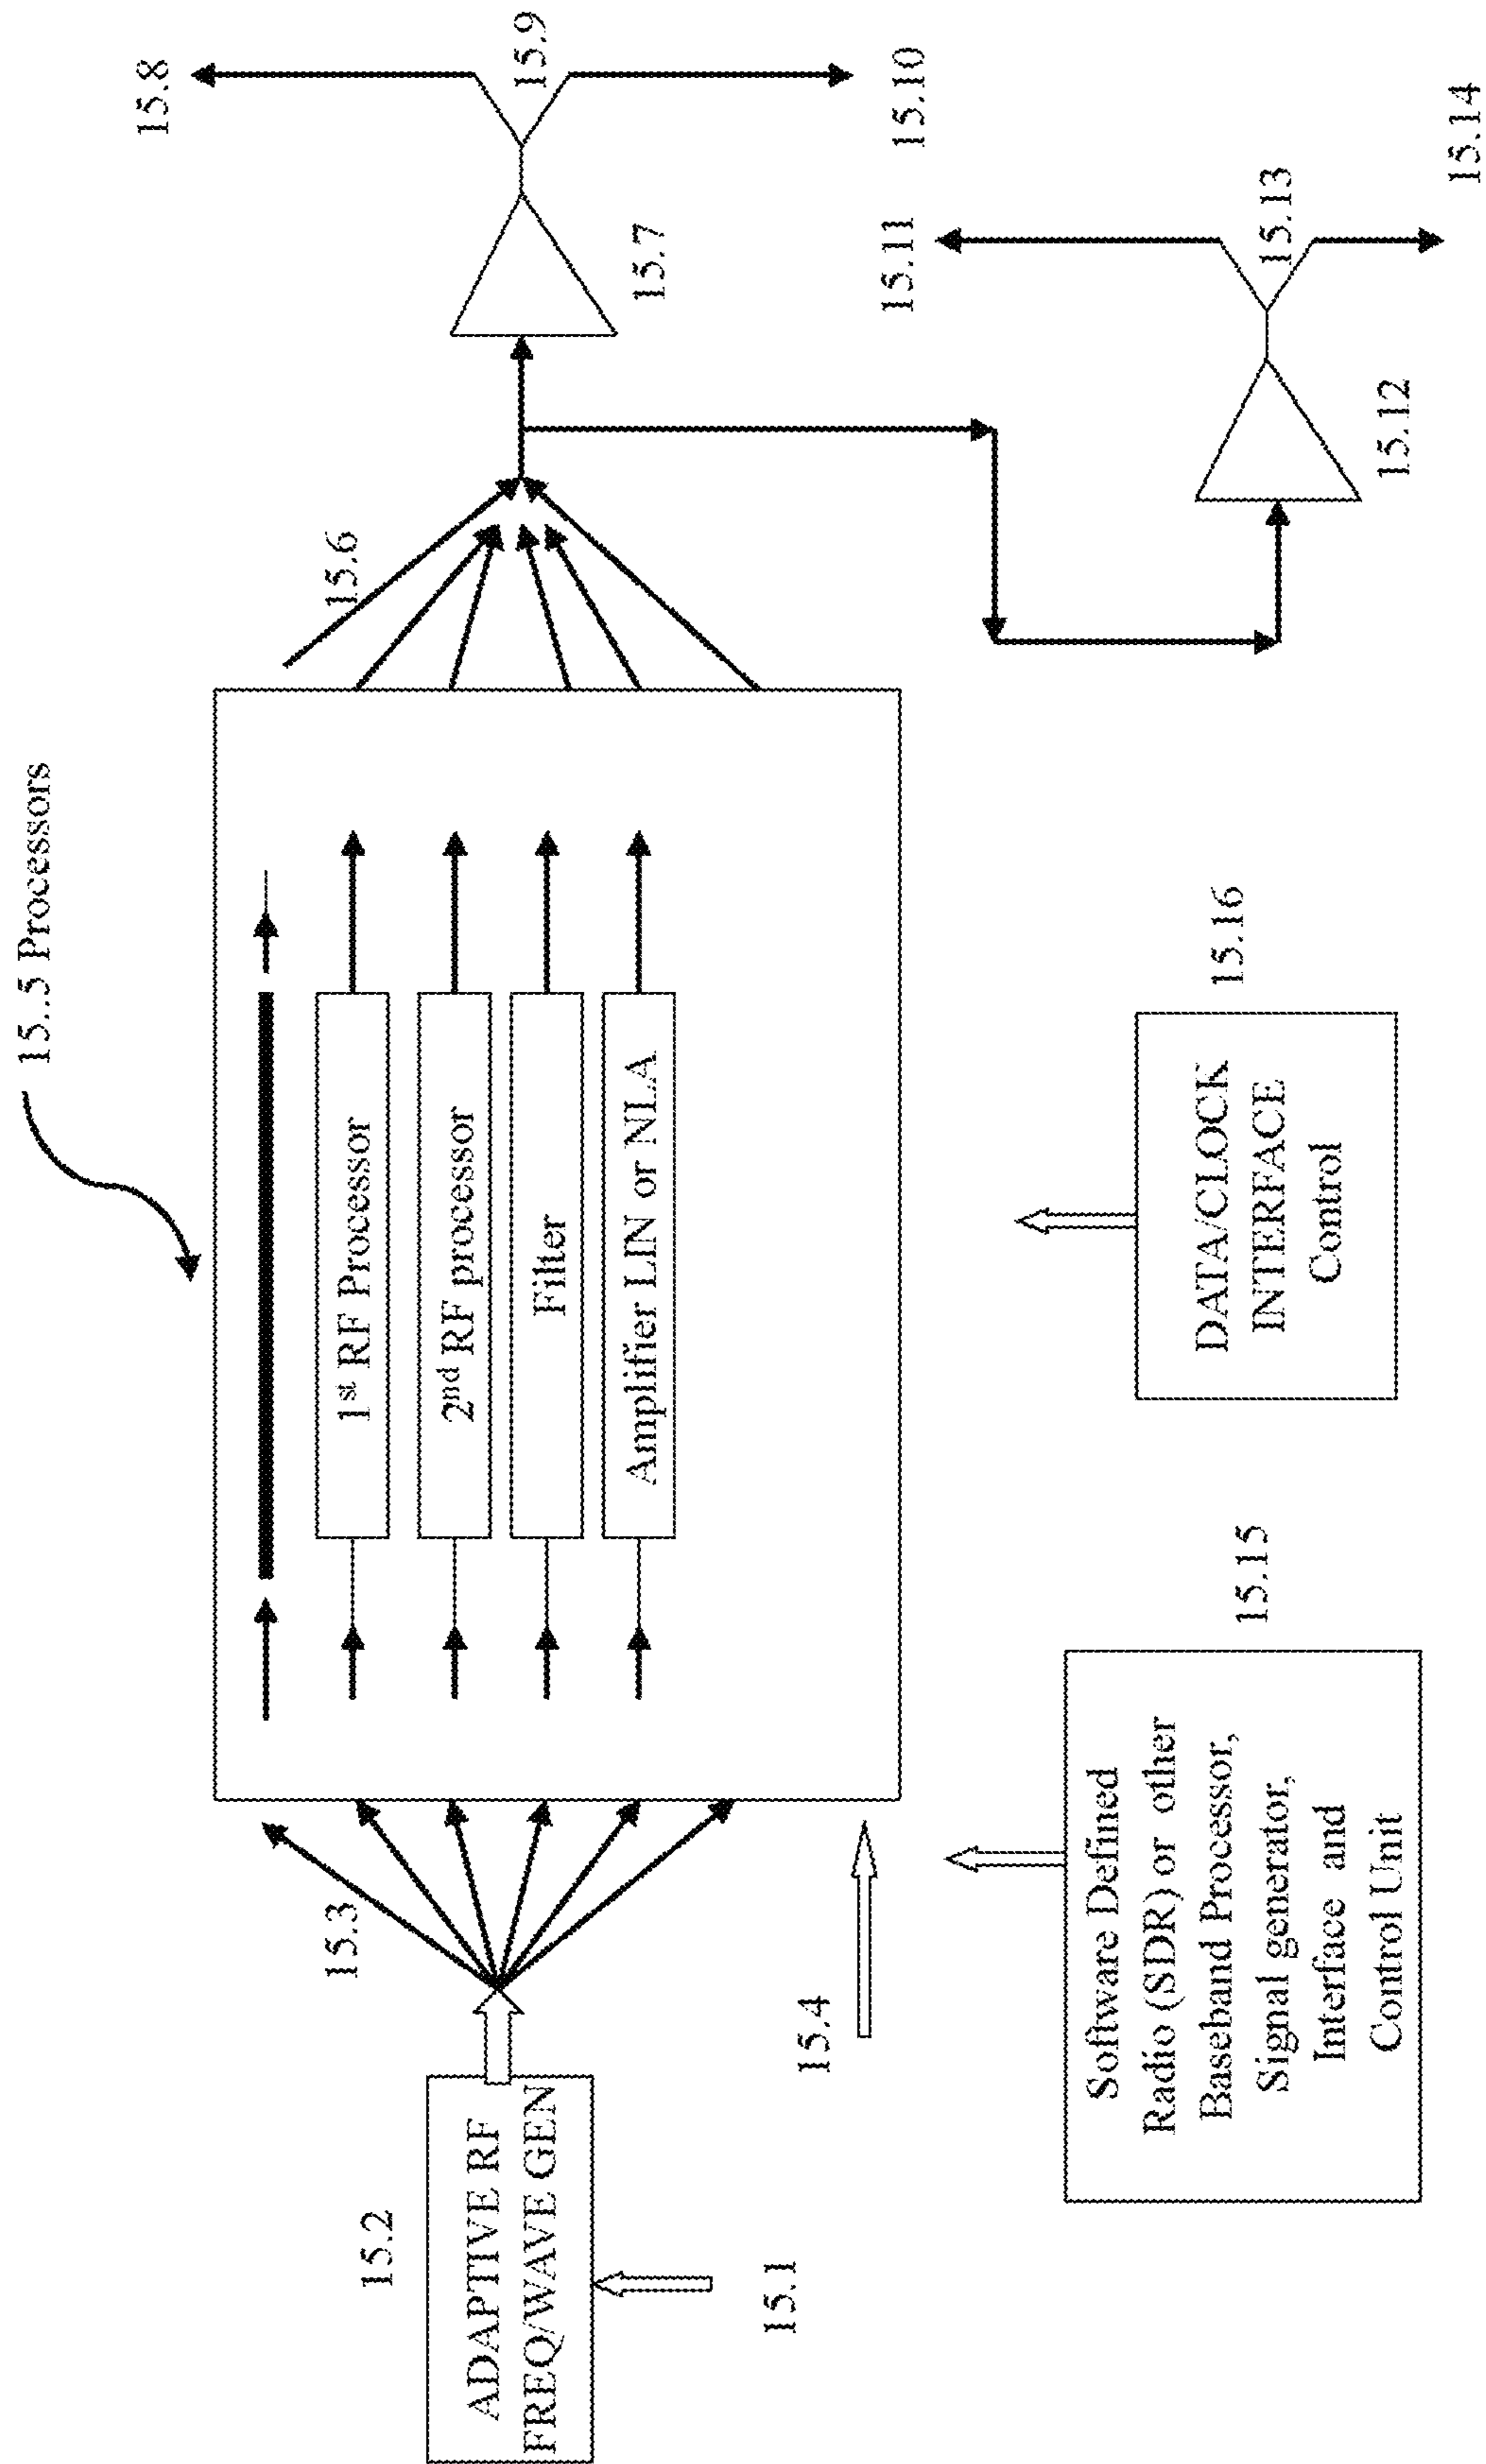 15..5 Processors
15.2
ADAPTIVE RF
FREQ/WAVE GEN
15.1
15.3
15.4
1st RF Processor
2nd RF processor
Filter
Amplifier LIN or NLA
15.6
15.7
15.8
15.9
15.10
15.11
15.12
15.13
15.14
Software Defined
Radio (SDR) or other
Baseband Processor,
Signal generator,
Interface and
Control Unit
15.15
DATA/CLOCK
INTERFACE
Control
15.16